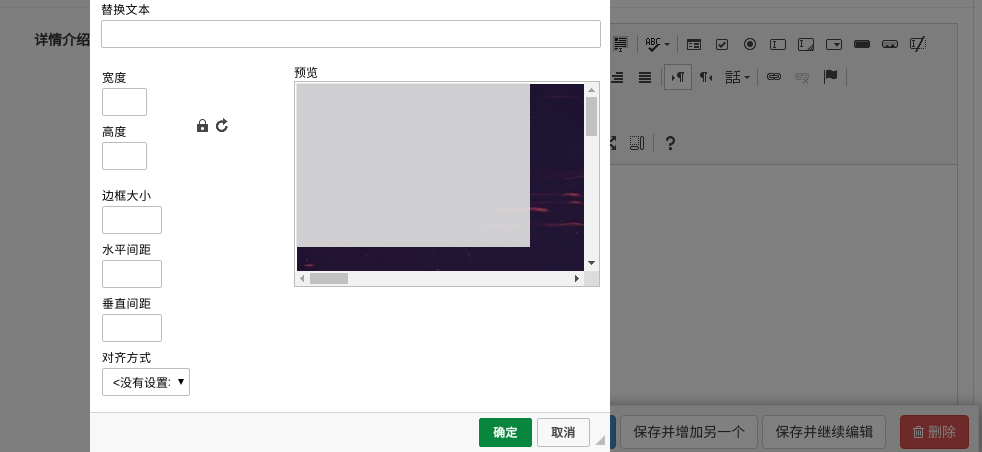 替换文本
详情介绍
宽度
预览
高度
边框大小
水平间距
垂直间距
对齐方式
<没有设置:
确定
取消
保存并增加另一个
保存并继续编辑
删除
ABC
話
?